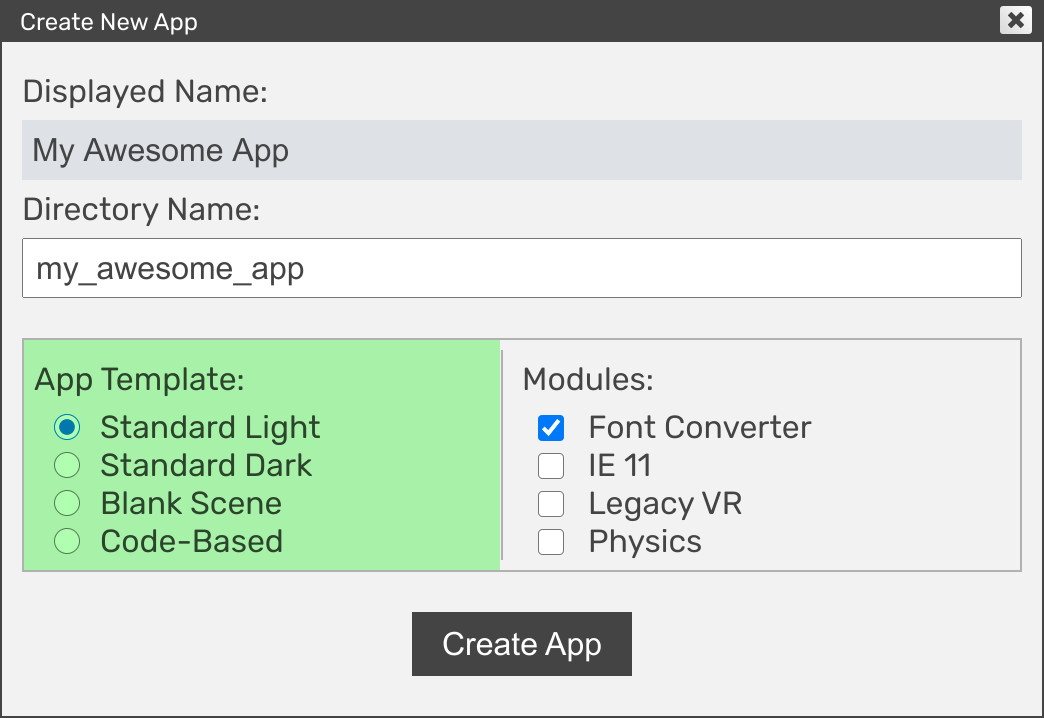 Create New App
Displayed Name:
My Awesome App
Directory Name:
my_awesome_app
App Template:
Standard Light
Standard Dark
Blank Scene
Code-Based
Modules:
Font Converter
IE 11
Legacy VR
Physics
Create App